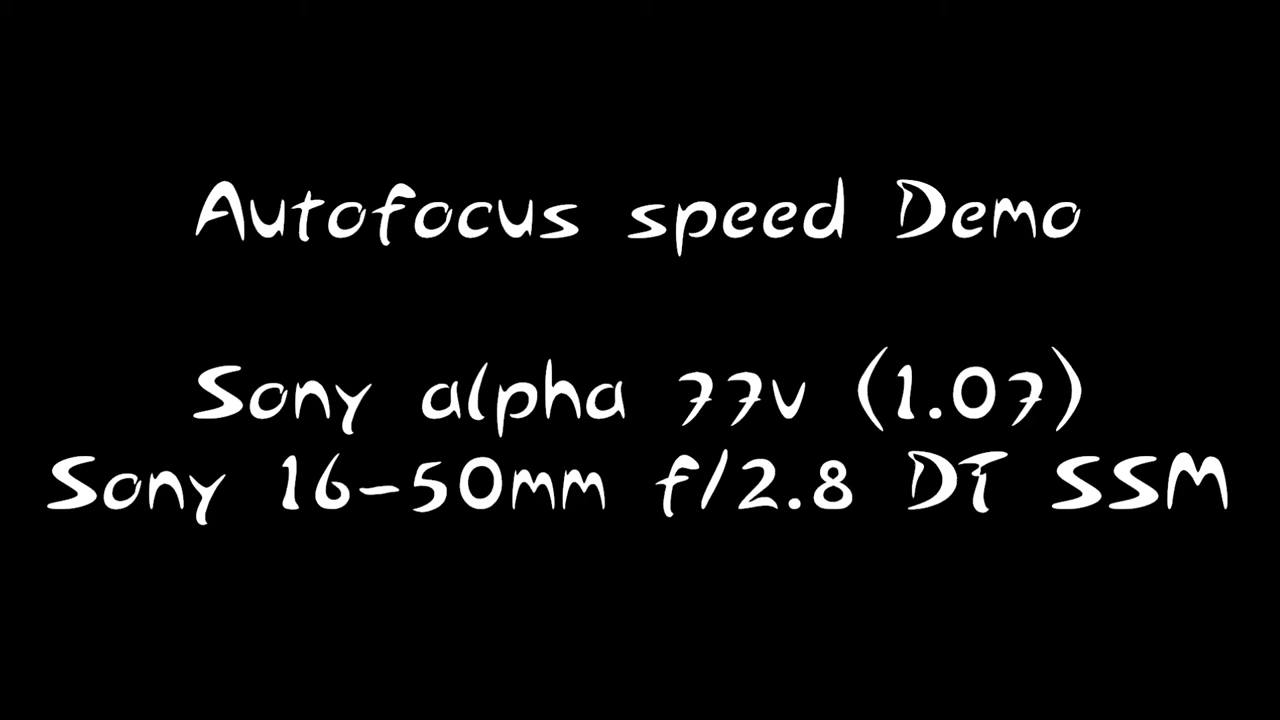 Autofocus speed Demo
Sony alpha 77v (1.07)
Sony 16-50mm f/2.8 DT SSM